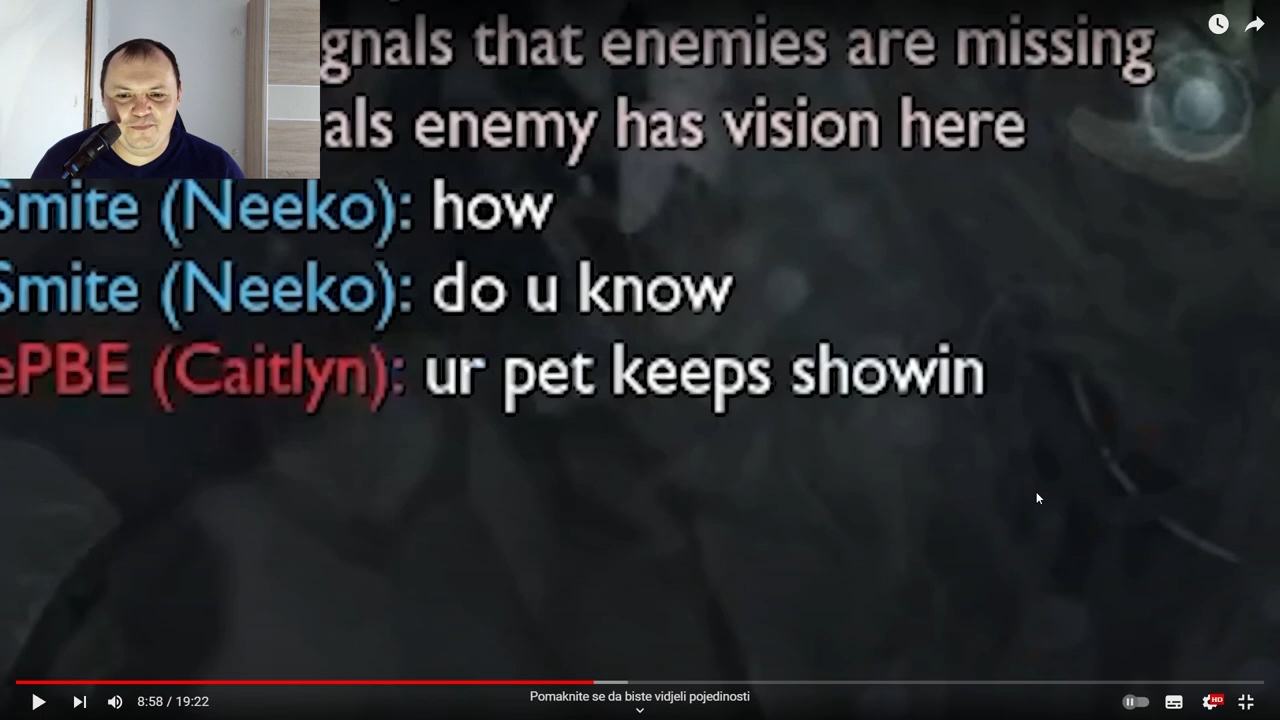 gnals that enemies are missing
als enemy has vision here
Smite (Neeko): how
Smite (Neeko): do u know
ePBE (Caitlyn): ur pet keeps showin
8:58 / 19:22
Pomaknite se da biste vidjeli pojedinosti
HD